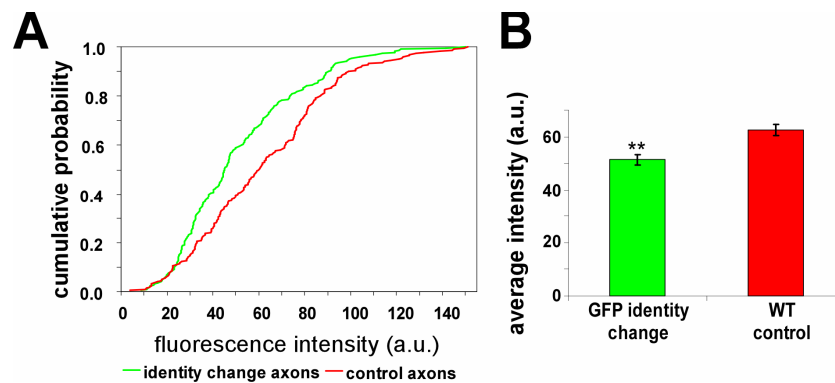 A
cumulative probability
1.0
0.8
0.6
0.4
0.2
0.0
0 20 40 60 80 100 120 140
fluorescence intensity (a.u.)
identity change axons control axons
B
average intensity (a.u.)
60
40
20
0
**
GFP identity WT
change control